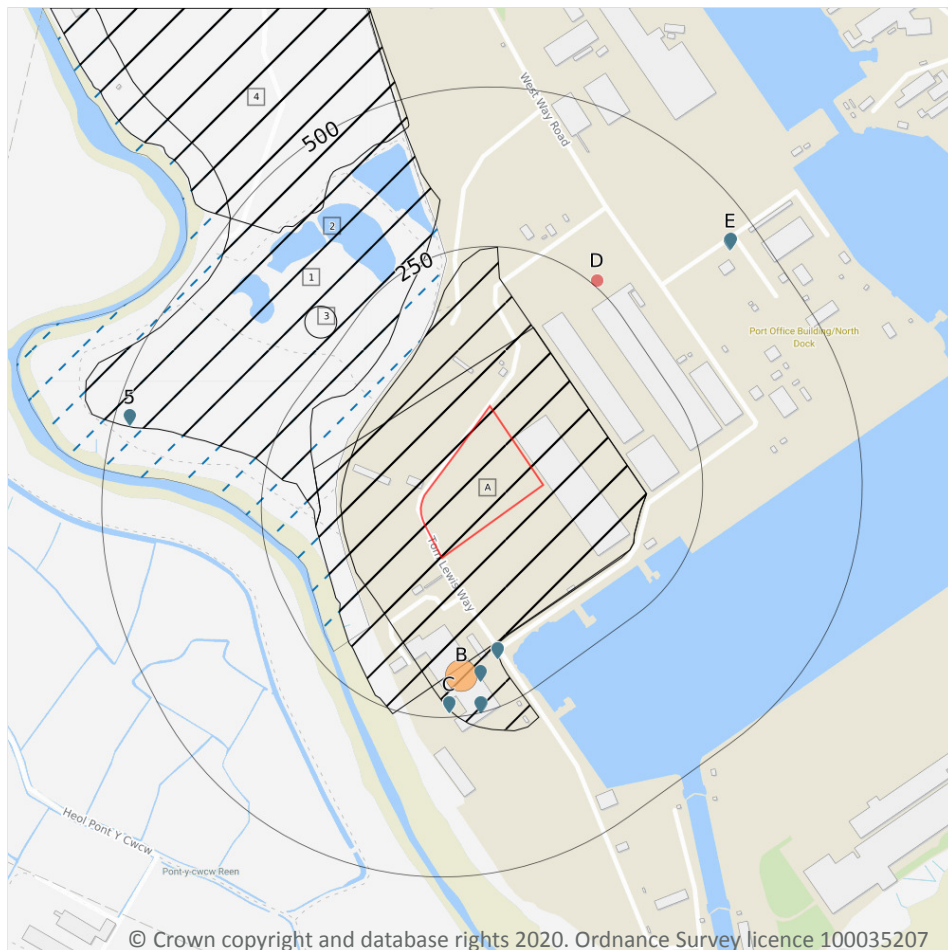 4
500
West Way Road
2
E
D
250
1
3
Port Office Building/North
Dock
5
A
Tom Lewis Way
B
C
Heol Pont Y Cwcw
Pont-y-cwcw Reen
© Crown copyright and database rights 2020. Ordnance Survey licence 100035207